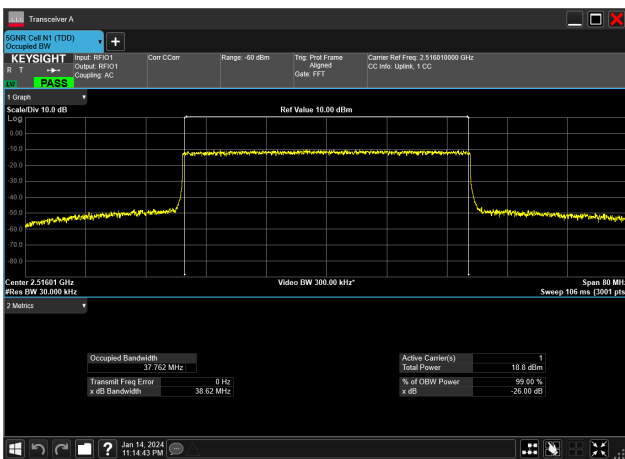 Transceiver A
5GNR Cell N1 (TDD)
Occupied BW
KEYSIGHT
R T
PASS
Input: RFIO1
Output: RFIO1
Coupling: AC
Corr CCorr
Range: -60 dBm
Trig: Prot Frame
Aligned
Gate: FFT
Carrier Ref Freq: 2.516010000 GHz
CC Info: Uplink, 1 CC
1 Graph
Scale/Div 10.0 dB
Ref Value 10.00 dBm
Log
0.00
-10.0
-20.0
-30.0
-40.0
-50.0
-60.0
-70.0
-80.0
Center 2.51601 GHz
#Res BW 30.000 kHz
Video BW 300.00 kHz*
Span 80 MHz
Sweep 106 ms (3001 pts
2 Metrics
Occupied Bandwidth
37.762 MHz
Transmit Freq Error 0 Hz
x dB Bandwidth 38.62 MHz
Active Carrier(s) 1
Total Power 18.8 dBm
% of OBW Power 99.00 %
x dB -26.00 dB
Jan 14, 2024
11:14:43 PM